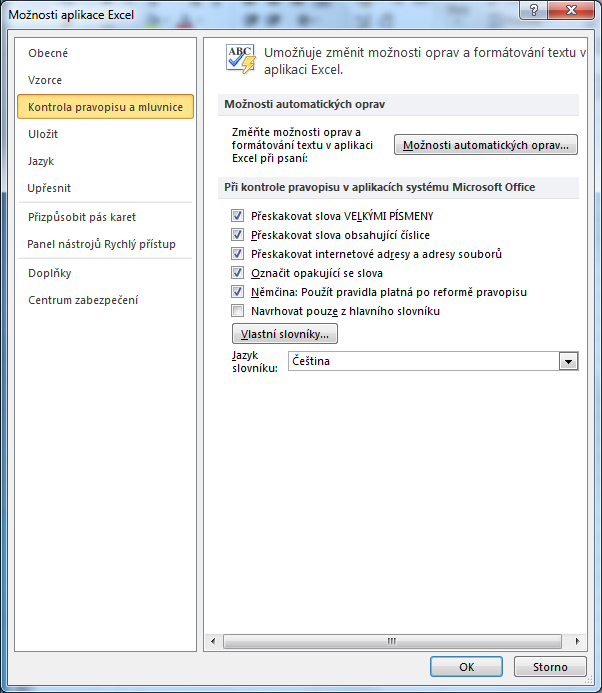 Možnosti aplikace Excel
Obecné
Vzorce
Kontrola pravopisu a mluvnice
Uložit
Jazyk
Upřesnit
Přizpůsobit pás karet
Panel nástrojů Rychlý přístup
Doplňky
Centrum zabezpečení
ABC
Umožňuje změnit možnosti oprav a formátování textu v
aplikaci Excel.
Možnosti automatických oprav
Změňte možnosti oprav a
formátování textu v aplikaci
Excel při psaní:
Možnosti automatických oprav...
Při kontrole pravopisu v aplikacích systému Microsoft Office
Přeskakovat slova VELKÝMI PÍSMENY
Přeskakovat slova obsahující číslice
Přeskakovat internetové adresy a adresy souborů
Označit opakující se slova
Němčina: Použít pravidla platná po reformě pravopisu
Navrhovat pouze z hlavního slovníku
Vlastní slovníky...
Jazyk
slovníku:
Čeština
OK
Storno